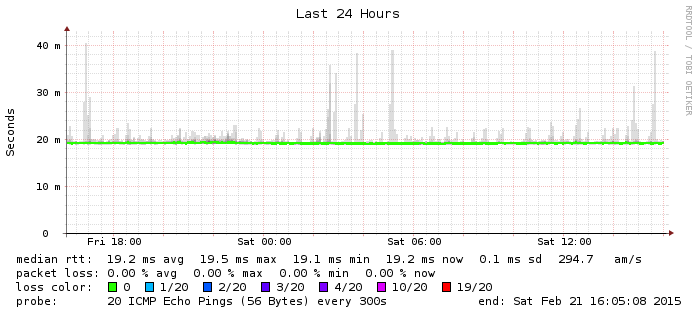 Last 24 Hours
RRDTOOL / TOBI OETIKER
Seconds
40 m
30 m
20 m
10 m
0
Fri 18:00 Sat 00:00 Sat 06:00 Sat 12:00
median rtt: 19.2 ms avg 19.5 ms max 19.1 ms min 19.2 ms now 0.1 ms sd 294.7 am/s
packet loss: 0.00 % avg 0.00 % max 0.00 % min 0.00 % now
loss color: 0 1/20 2/20 3/20 4/20 10/20 19/20
probe: 20 ICMP Echo Pings (56 Bytes) every 300s end: Sat Feb 21 16:05:08 2015